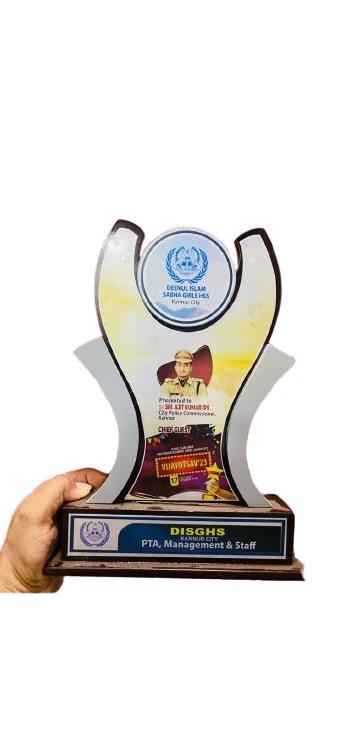 DEENUL ISLAM
SABHA GIRLS HSS
Kannur City
Presented to
Sri. AJIT KUMAR IPS
City Police Commissioner,
Kannur
CHIEF GUEST
VIJAYOTSAV'23
17
DISGHS
KANNUR CITY
PTA, Management & Staff